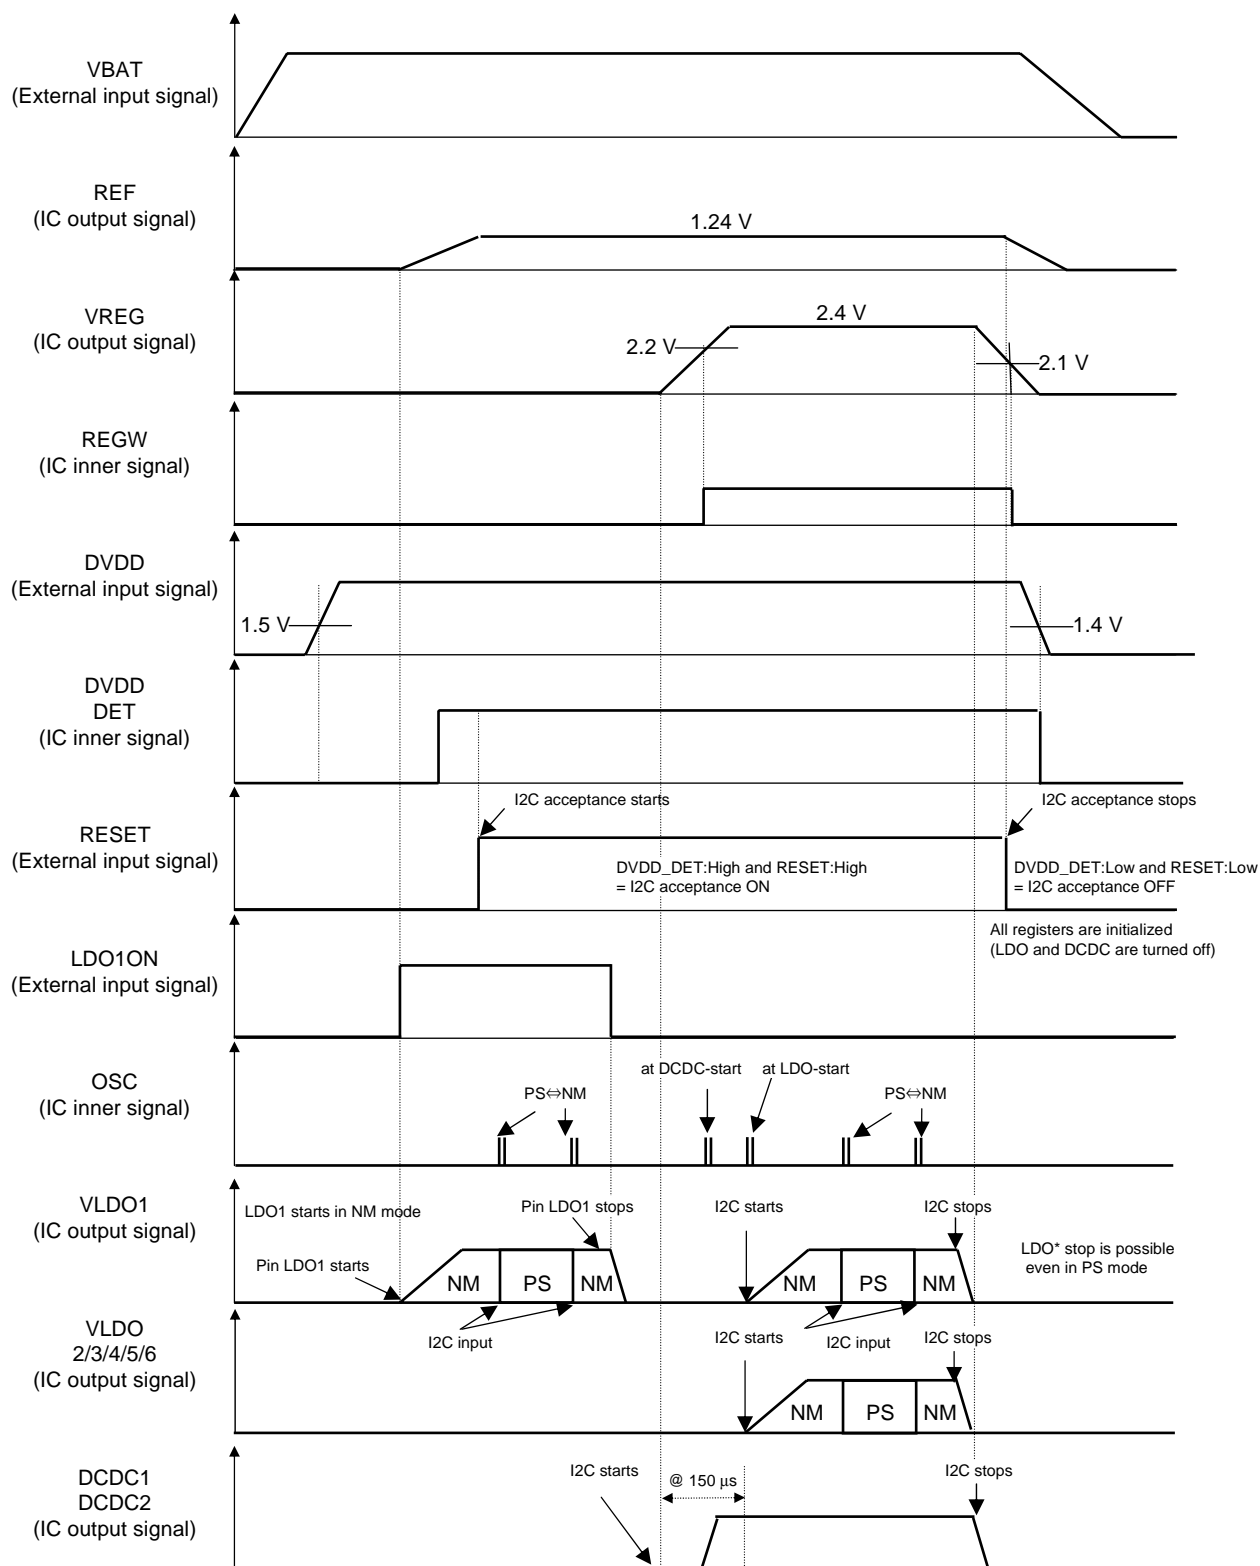 VBAT
(External input signal)
REF
(IC output signal)
1.24 V
VREG
(IC output signal)
2.4 V
2.2 V
2.1 V
REGW
(IC inner signal)
DVDD
(External input signal)
1.5 V
1.4 V
DVDD
DET
(IC inner signal)
I2C acceptance starts
I2C acceptance stops
RESET
(External input signal)
DVDD_DET:High and RESET:High
= I2C acceptance ON
DVDD_DET:Low and RESET:Low
= I2C acceptance OFF
All registers are initialized
(LDO and DCDC are turned off)
LDO1ON
(External input signal)
OSC
(IC inner signal)
PS⇔NM
at DCDC-start
at LDO-start
PS⇔NM
VLDO1
(IC output signal)
LDO1 starts in NM mode
Pin LDO1 stops
I2C starts
I2C stops
Pin LDO1 starts
LDO* stop is possible
even in PS mode
NM
PS
NM
NM
PS
NM
I2C input
I2C input
VLDO
2/3/4/5/6
(IC output signal)
I2C starts
I2C stops
NM
PS
NM
DCDC1
DCDC2
(IC output signal)
I2C starts
@ 150 μs
I2C stops